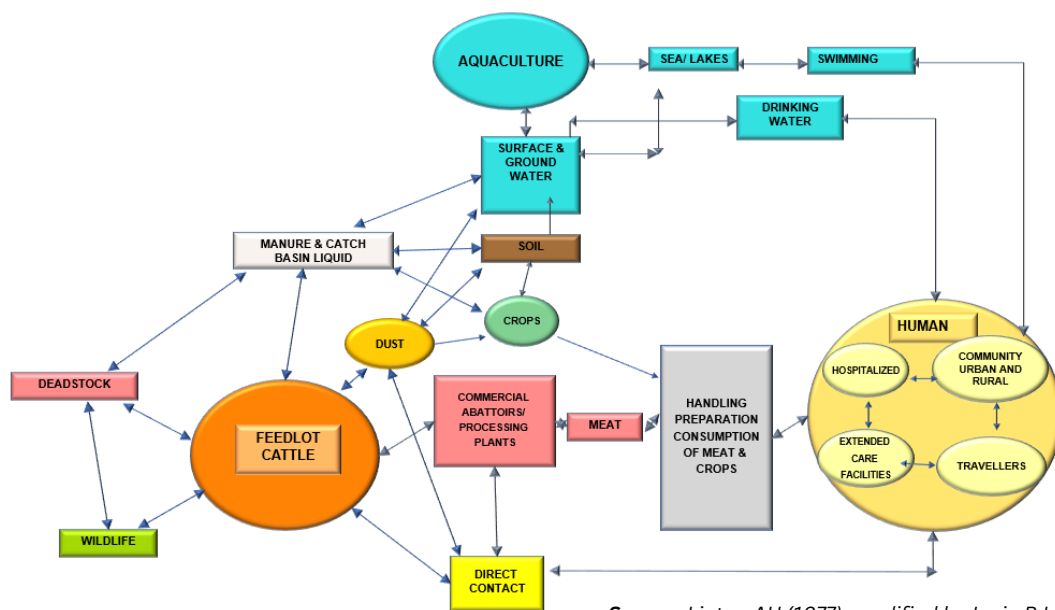 AQUACULTURE
SEA/ LAKES
SWIMMING
DRINKING
WATER
SURFACE &
GROUND
WATER
MANURE & CATCH
BASIN LIQUID
SOIL
CROPS
DUST
HUMAN
HOSPITALIZED
COMMUNITY
URBAN AND
RURAL
EXTENDED
CARE
FACILITIES
TRAVELLERS
DEADSTOCK
FEEDLOT
CATTLE
COMMERCIAL
ABATTOIRS/
PROCESSING
PLANTS
MEAT
HANDLING
PREPARATION
CONSUMPTION
OF MEAT &
CROPS
WILDLIFE
DIRECT
CONTACT